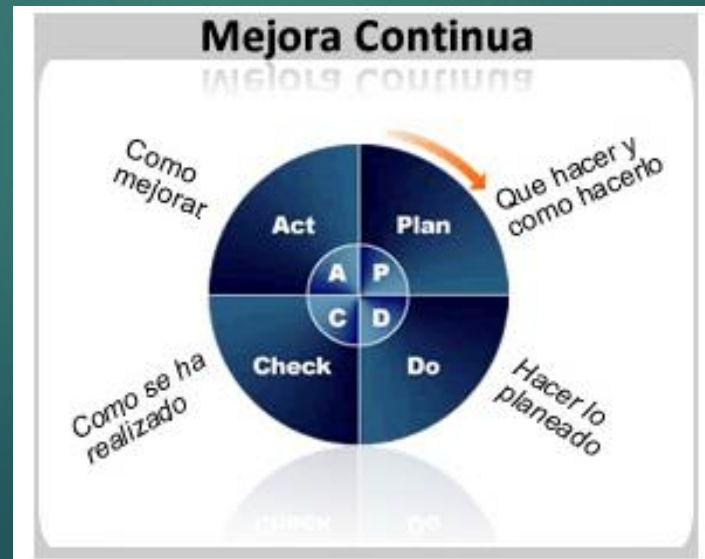 Mejora Continua
Como
mejorar
Que hacer y
como hacerlo
Act
Plan
A
P
C
D
Check
Do
Como se ha
realizado
Hacer lo
planeado